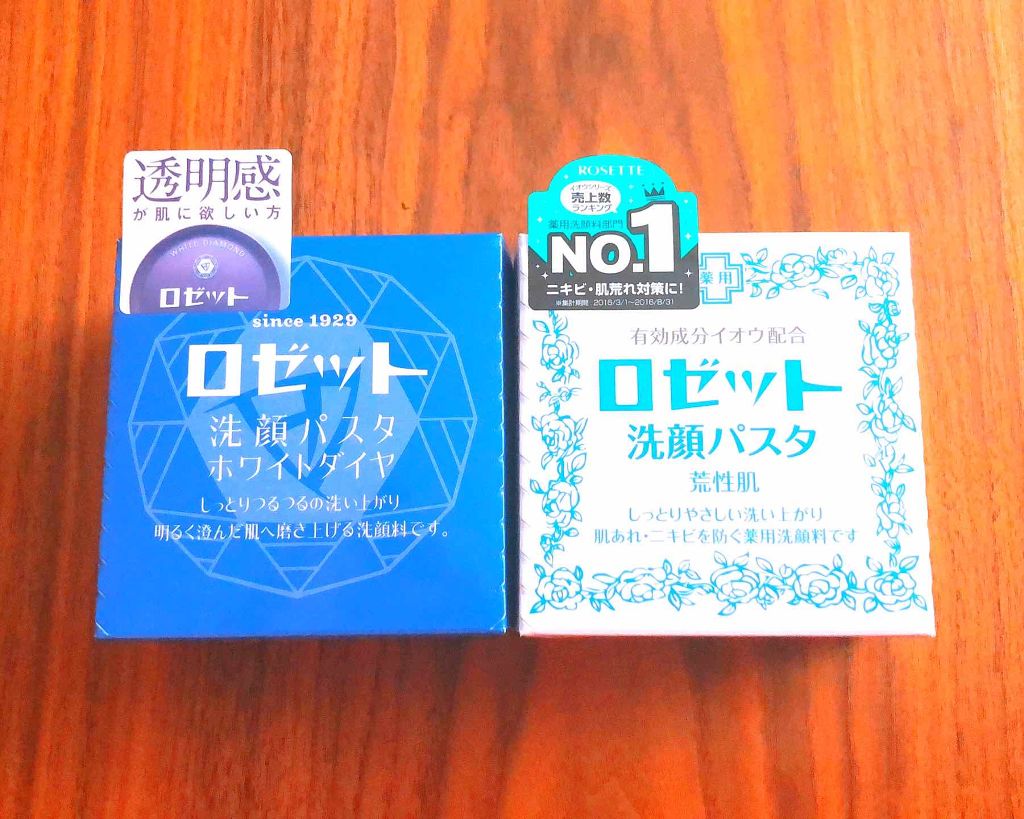 透明感
が肌に欲しい方
WHITE DIAMOND
ロゼット
since 1929
ロゼット
洗顔パスタ
ホワイトダイヤ
しっとりつるつるの洗い上がり
明るく澄んだ肌へ磨き上げる洗顔料です。
ROSETTE
イオウシリーズ
売上数
ランキング
薬用洗顔料部門
NO.1
ニキビ・肌荒れ対策に!
※集計期間 2016/3/1~2016/8/31
薬用
有効成分イオウ配合
ロゼット
洗顔パスタ
荒性肌
しっとりやさしい洗い上がり
肌あれ・ニキビを防ぐ薬用洗顔料です